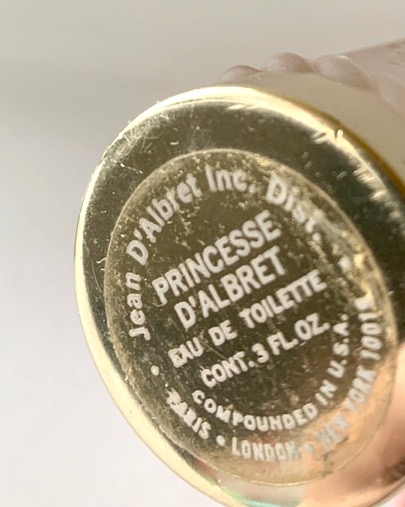 Jean D'Albret Inc. Dist.
PRINCESSE
D'ALBRET
EAU DE TOILETTE
CONT. 3 FL. OZ.
COMPOUNDED IN U.S.A.
PARIS • LONDON • NEW YORK